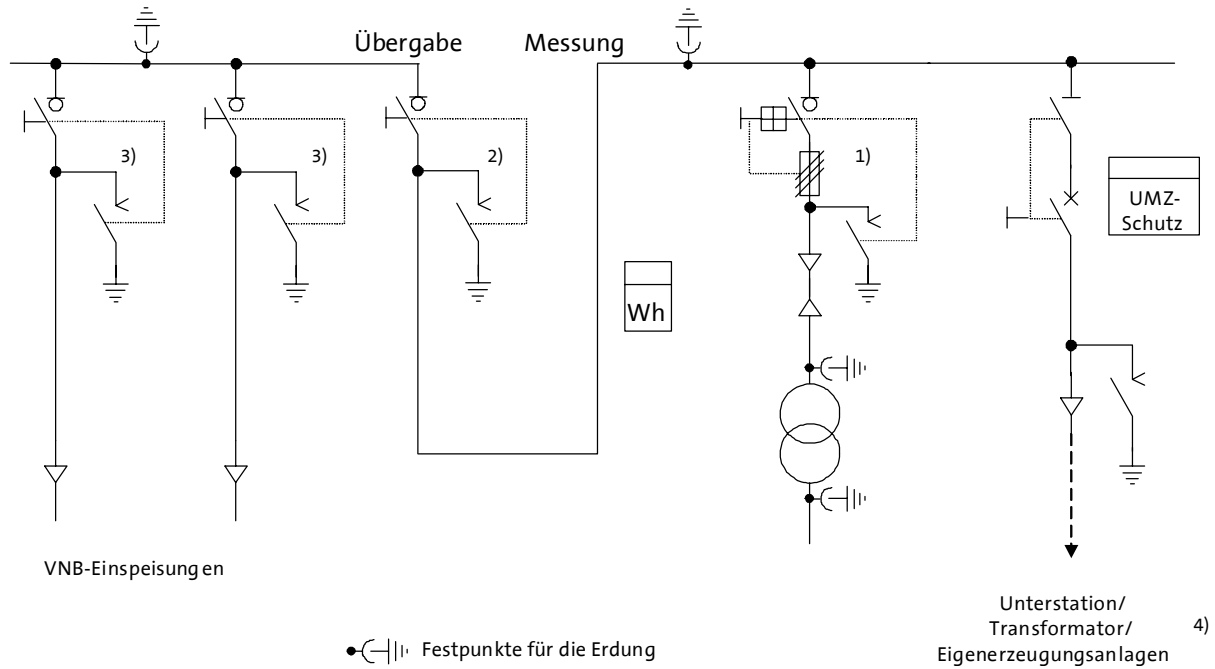 Übergabe
Messung
3)
3)
2)
1)
UMZ-
Schutz
Wh
VNB-Einspeisungen
Unterstation/
Transformator/
Eigenerzeugungsanlagen
4)
Festpunkte für die Erdung